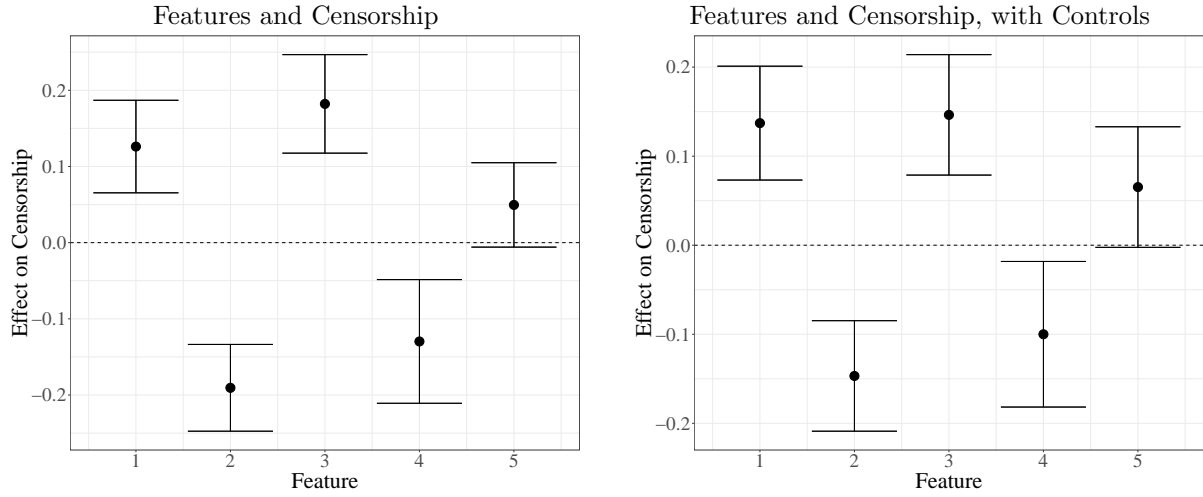 Features and Censorship
Effect on Censorship
0.2
0.1
0.0
−0.1
−0.2
1 2 3 4 5
Feature
Features and Censorship, with Controls
Effect on Censorship
0.2
0.1
0.0
−0.1
−0.2
1 2 3 4 5
Feature